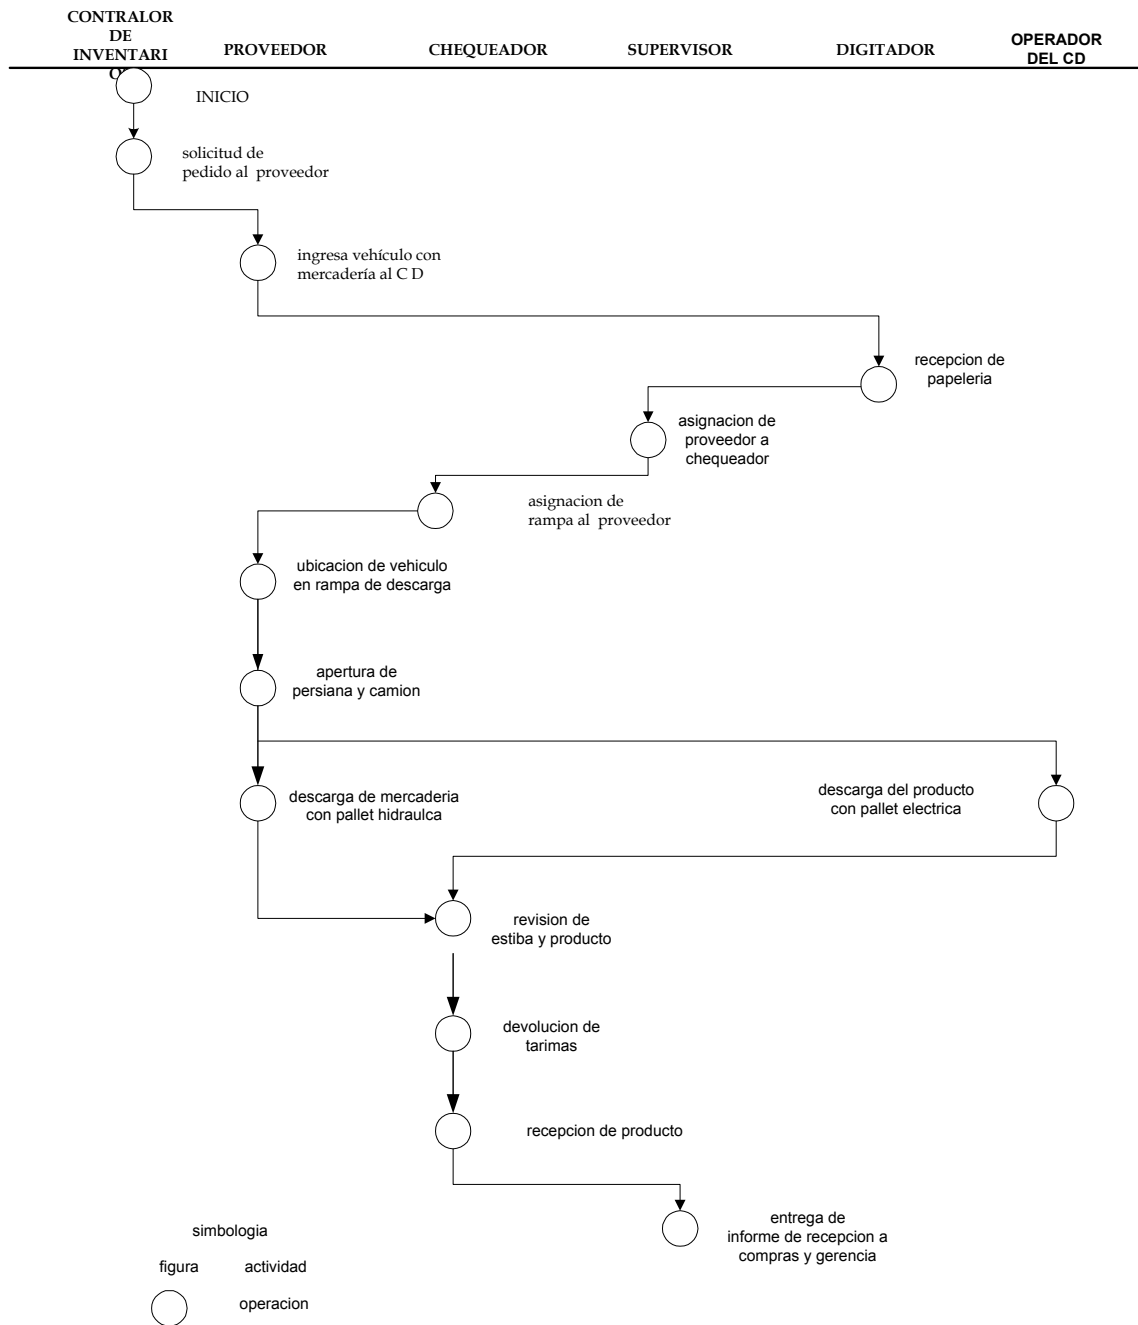 CONTRALOR
DE
INVENTARI
PROVEEDOR
CHEQUEADOR
SUPERVISOR
DIGITADOR
OPERADOR
DEL CD
INICIO
solicitud de
pedido al proveedor
ingresa vehículo con
mercadería al C D
recepcion de
papeleria
asignacion de
proveedor a
chequeador
asignacion de
rampa al proveedor
ubicacion de vehiculo
en rampa de descarga
apertura de
persiana y camion
descarga de mercaderia
con pallet hidraulca
descarga del producto
con pallet electrica
revision de
estiba y producto
devolucion de
tarimas
recepcion de producto
entrega de
informe de recepcion a
compras y gerencia
simbologia
figura actividad
operacion